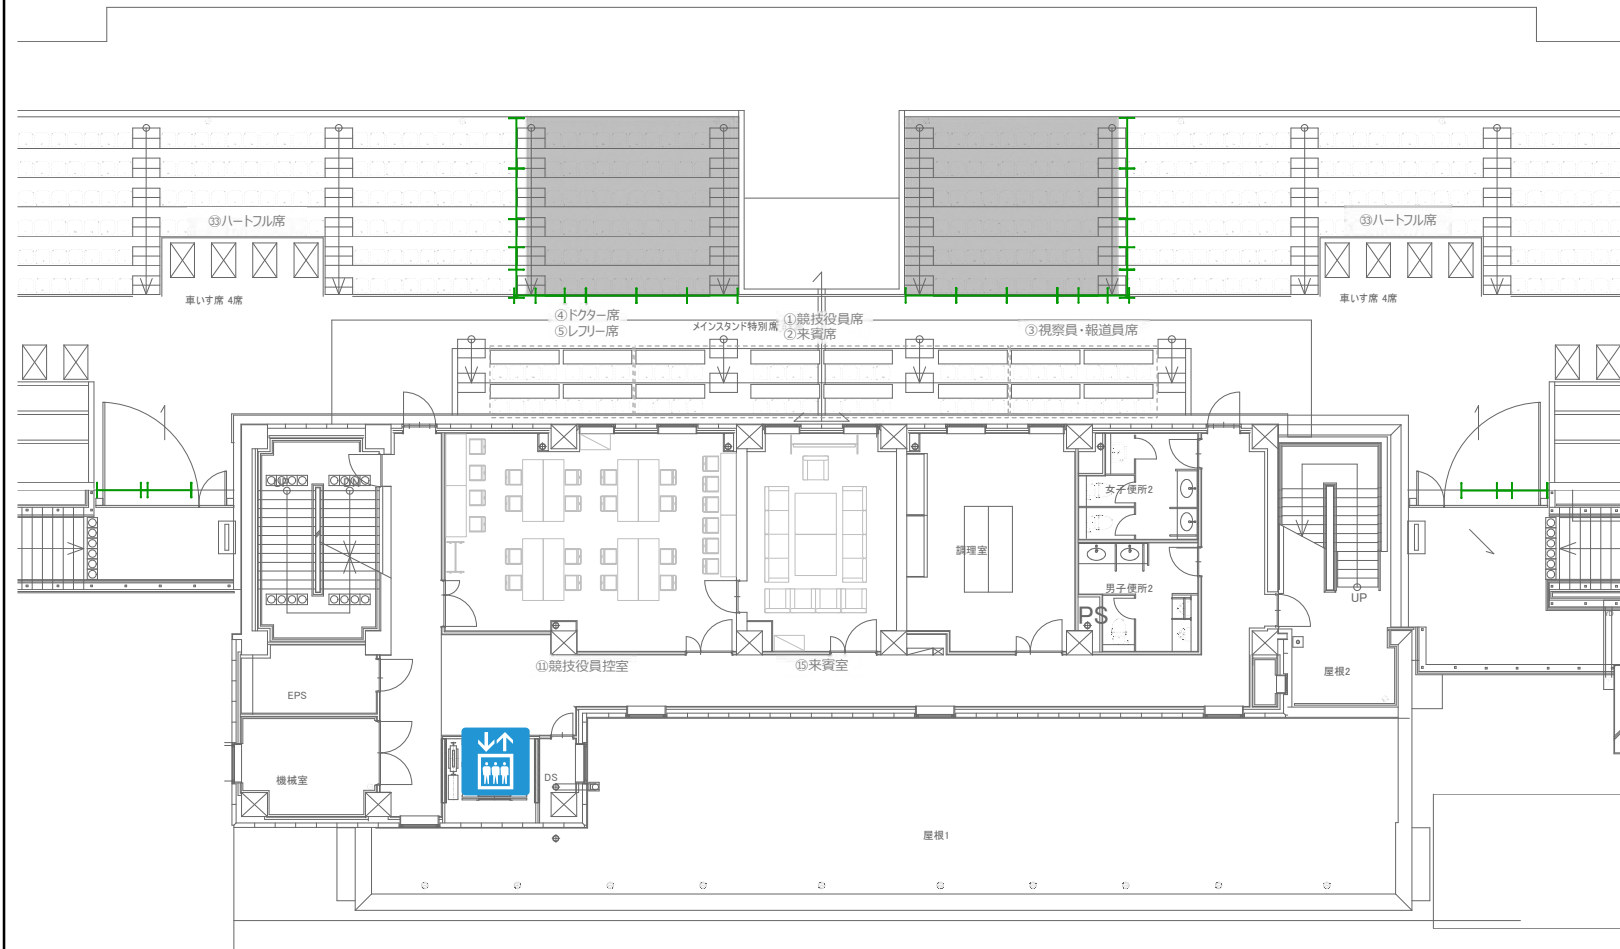 ㉝ハートフル席
㉝ハートフル席
車いす席 4席
車いす席 4席
④ドクター席
⑤レフリー席
メインスタンド特別席
①競技役員席
②来賓席
③視察員・報道員席
UP
DN
女子便所2
調理室
男子便所2
PS
UP
⑪競技役員控室
⑮来賓室
屋根2
EPS
機械室
DS
屋根1